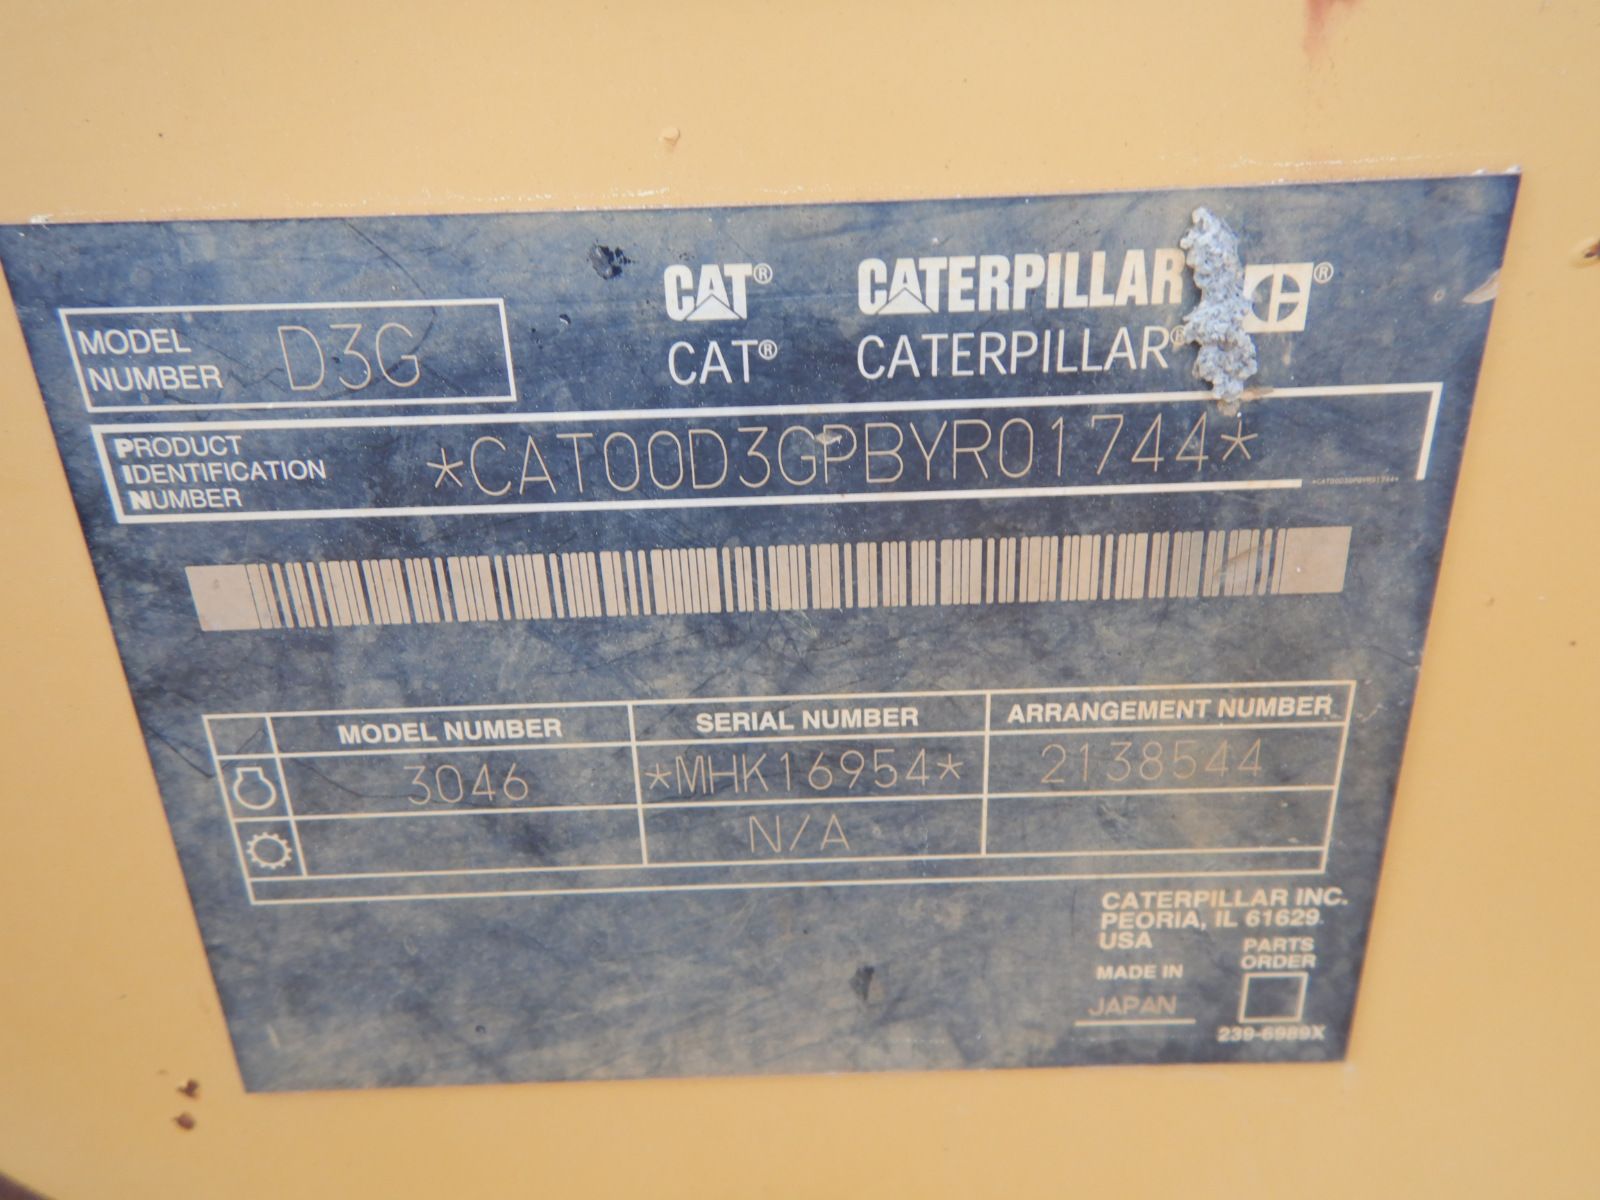 CAT® CATERPILLAR ®
CAT® CATERPILLAR®
MODEL NUMBER D3G
PRODUCT IDENTIFICATION NUMBER *CAT00D3GPBYR01744*
*CAT00D3GPBYR01744*
MODEL NUMBER SERIAL NUMBER ARRANGEMENT NUMBER
3046 *MHK16954* 2138544
N/A
CATERPILLAR INC.
PEORIA, IL 61629
USA
PARTS ORDER
MADE IN
JAPAN
239-6989X